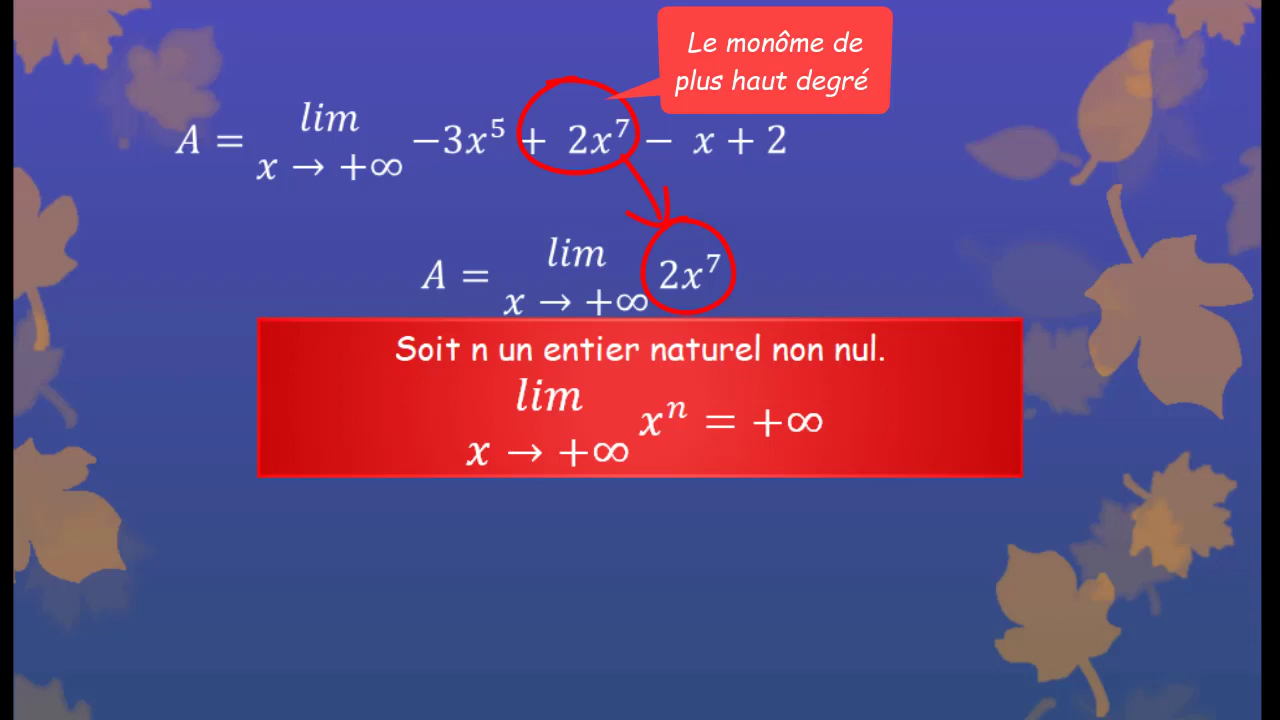 Le monôme de
plus haut degré
A = lim x → +∞ −3x⁵ + 2x⁷ − x + 2
A = lim x → +∞ 2x⁷
Soit n un entier naturel non nul.
lim x → +∞ xⁿ = +∞